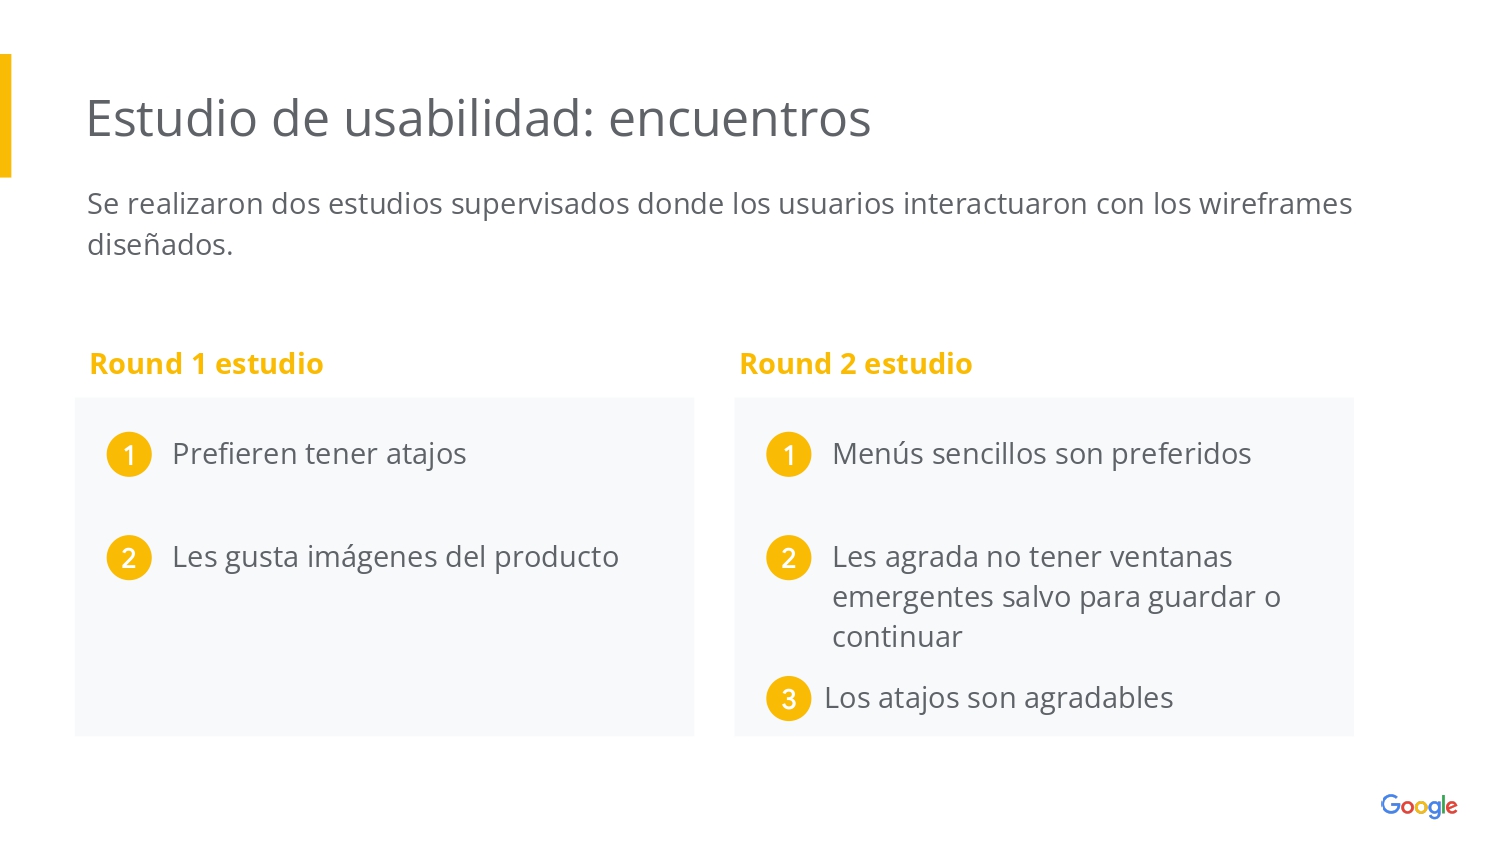 Estudio de usabilidad: encuentros
Se realizaron dos estudios supervisados donde los usuarios interactuaron con los wireframes
diseñados.
Round 1 estudio
1 Prefieren tener atajos
2 Les gusta imágenes del producto
Round 2 estudio
1 Menús sencillos son preferidos
2 Les agrada no tener ventanas
emergentes salvo para guardar o
continuar
3 Los atajos son agradables
Google